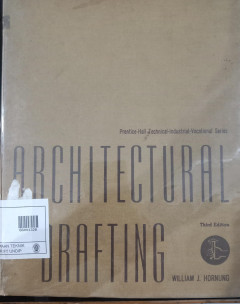 Prentice-Hall Technical-Industrial-Vocational Series
ARCHITECTURAL
Third Edition
DRAFTING
WILLIAM J. HORNUNG